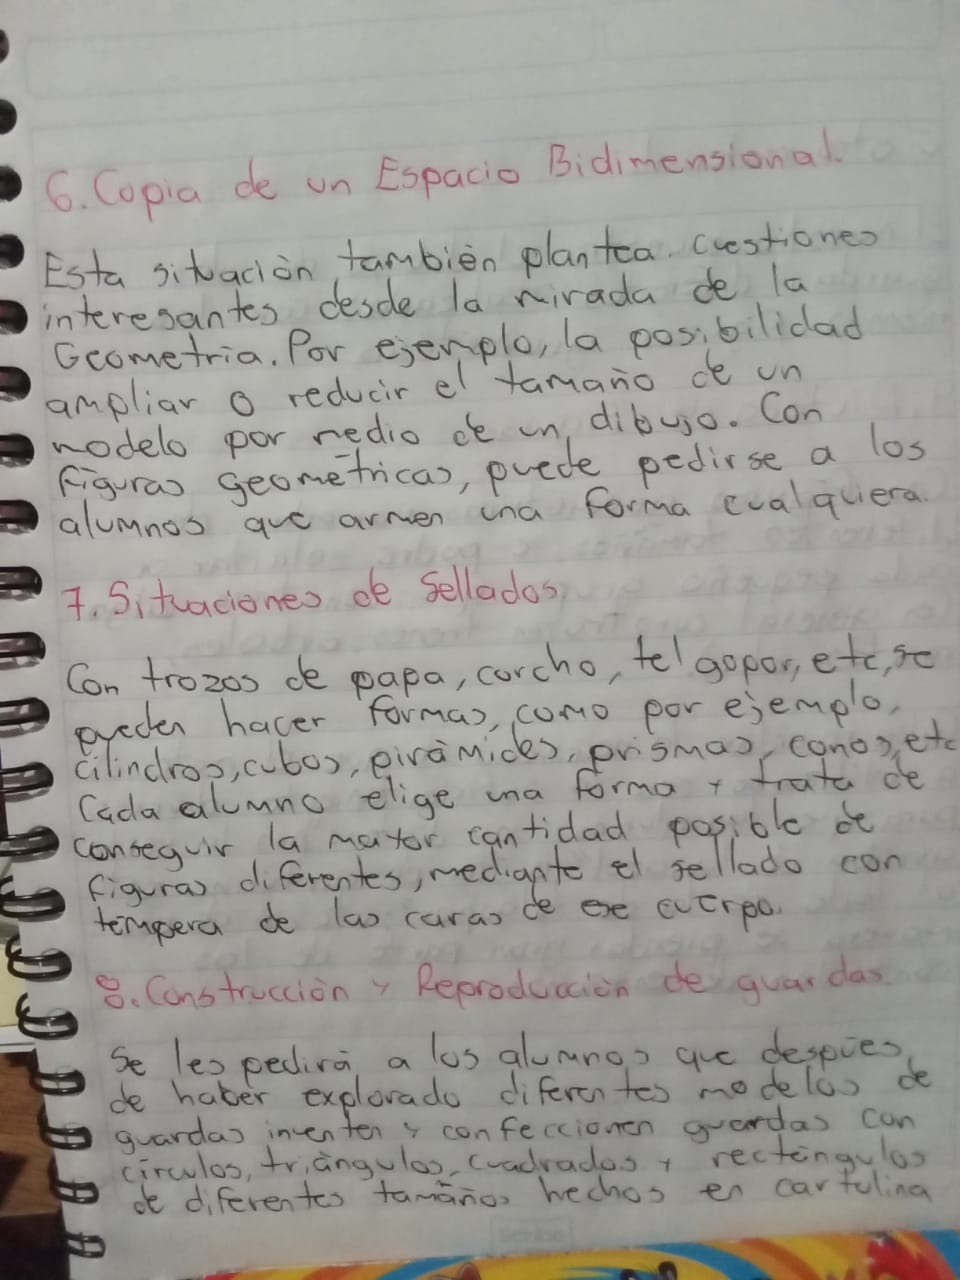 6. Copia de un Espacio Bidimensional.
Esta situación también plantea cuestiones
interesantes desde la mirada de la
Geometria. Por ejemplo, la posibilidad
ampliar o reducir el tamaño de un
modelo por medio de un dibujo. Con
figuras geométricas, puede pedirse a los
alumnos que armen una forma cualquiera.
7. Situaciones de Sellados
Con trozos de papa, corcho, telgopor, etc, se
pueden hacer formas, como por ejemplo,
cilindros, cubos, pirámides, prismas, conos, etc
Cada alumno elige una forma y trata de
conseguir la mayor cantidad posible de
figuras diferentes, mediante el sellado con
témpera de las caras de ese cuerpo.
8. Construcción y Reproducción de guardas.
Se les pedirá a los alumnos que despúes,
de haber explorado diferentes modelos de
guardas inventen y confeccionen guardas con
círculos, triángulos, cuadrados y rectángulos
de diferentes tamaños hechos en cartulina
Scribe